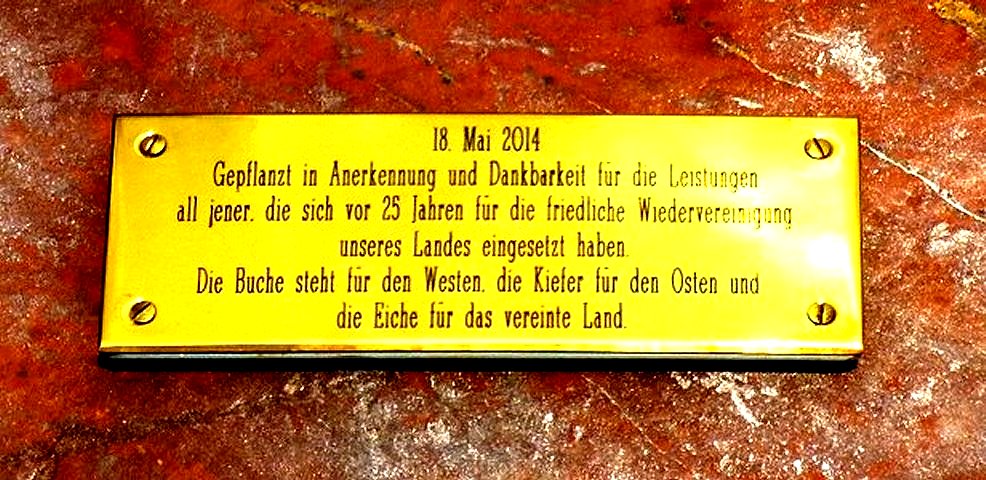 18. Mai 2014
Gepflanzt in Anerkennung und Dankbarkeit für die Leistungen
all jener, die sich vor 25 Jahren für die friedliche Wiedervereinigung
unseres Landes eingesetzt haben.
Die Buche steht für den Westen, die Kiefer für den Osten und
die Eiche für das vereinte Land.